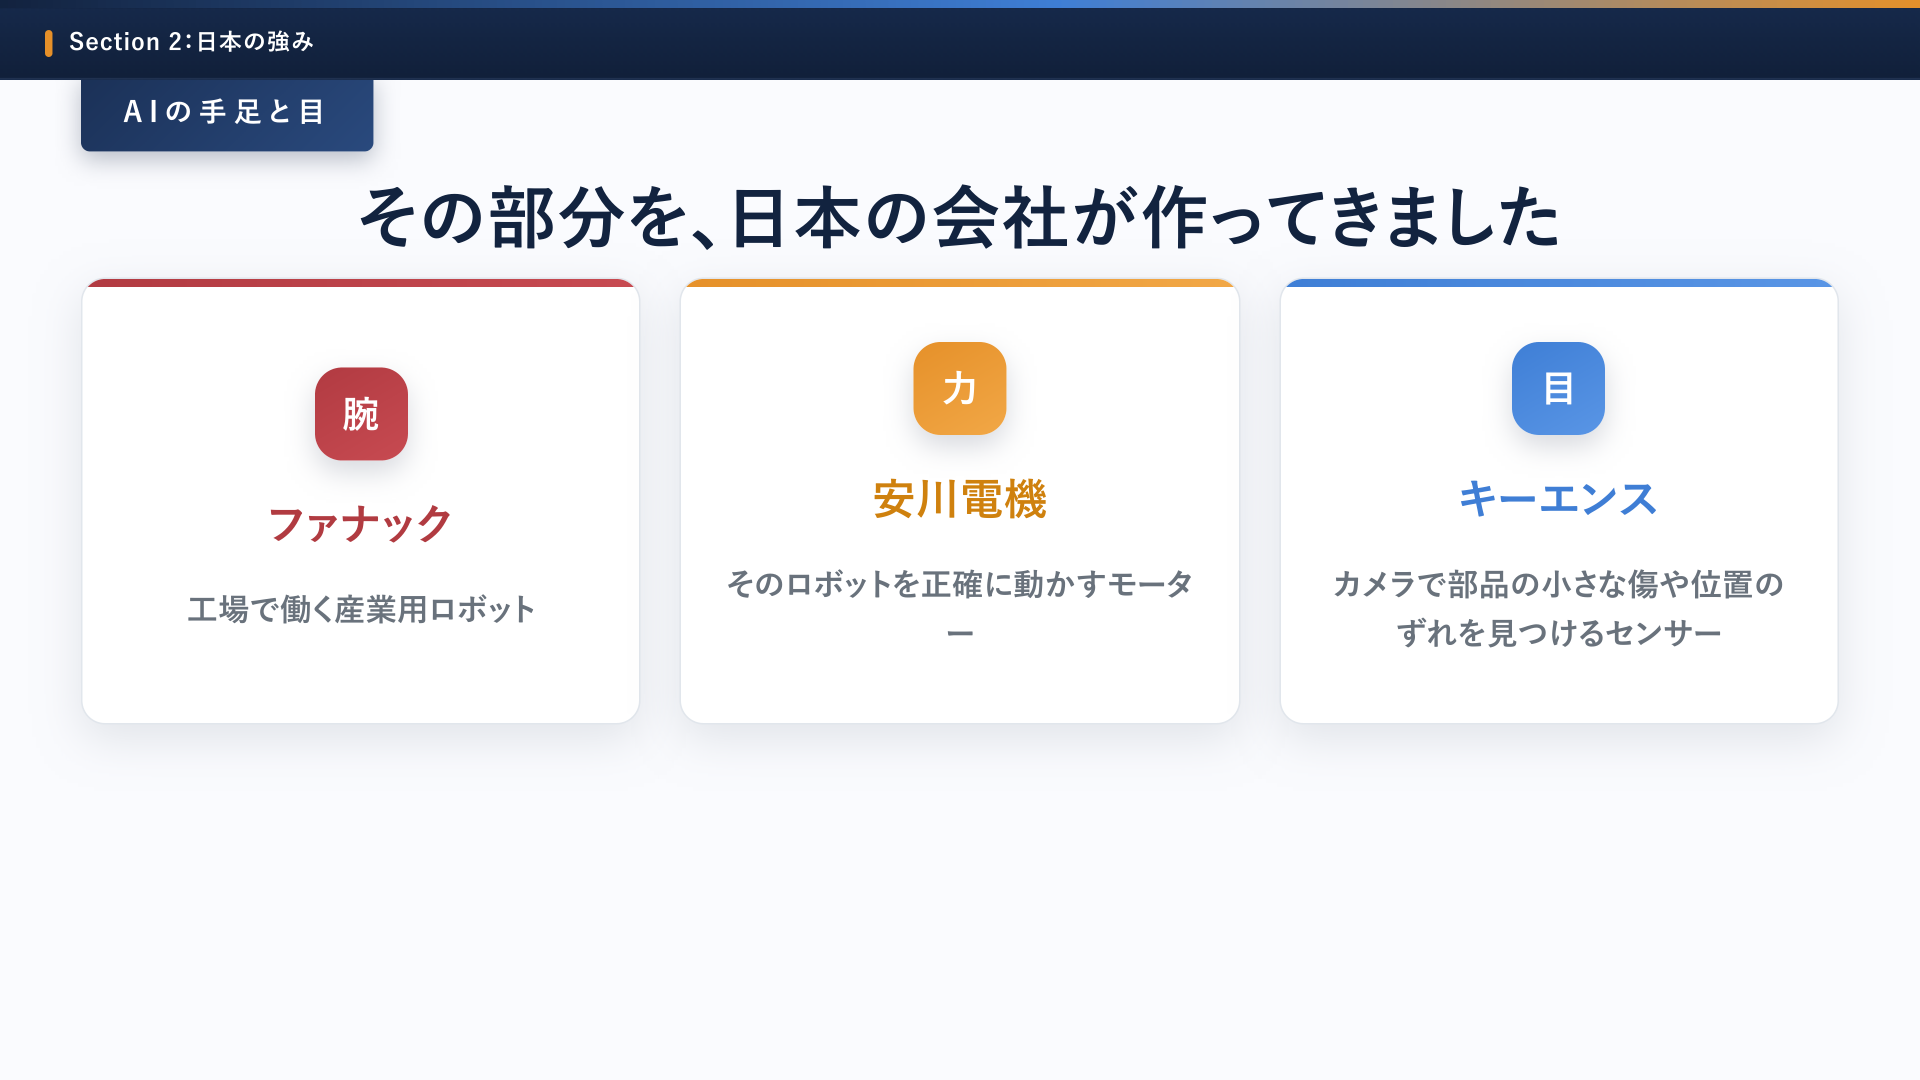 Section 2：日本の強み
AIの手足と目
その部分を、日本の会社が作ってきました
腕
ファナック
工場で働く産業用ロボット
力
安川電機
そのロボットを正確に動かすモータ
ー
目
キーエンス
カメラで部品の小さな傷や位置の
ずれを見つけるセンサー